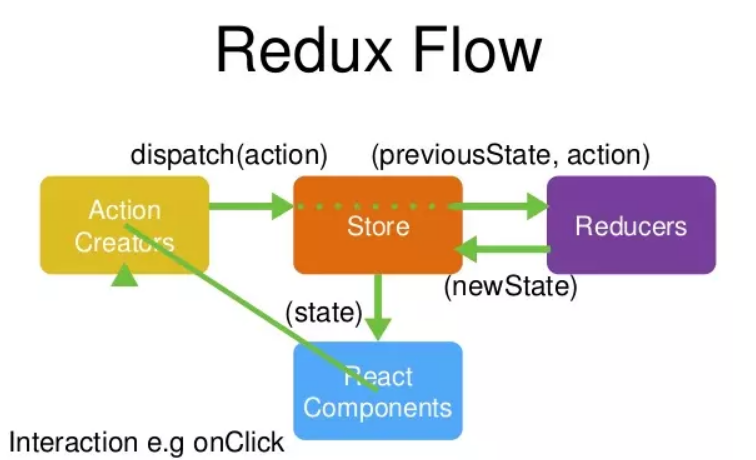 Redux Flow
dispatch(action)
(previousState, action)
Action
Creators
Store
Reducers
(newState)
(state)
React
Components
Interaction e.g onClick